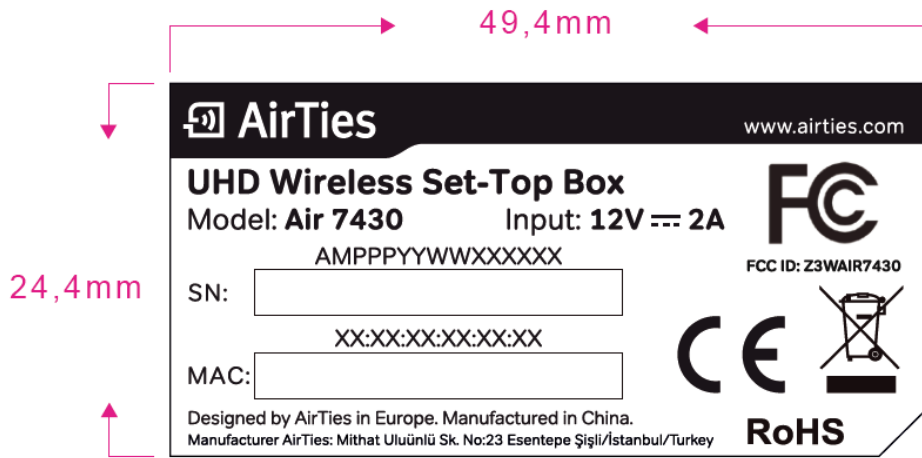 49,4mm
AirTies
www.airties.com
UHD Wireless Set-Top Box
Model: Air 7430 Input: 12V ⎓ 2A
FC
AMPPPYYWWXXXXXX
FCC ID: Z3WAIR7430
24,4mm
SN:
XX:XX:XX:XX:XX:XX
CE
MAC:
Designed by AirTies in Europe. Manufactured in China.
Manufacturer AirTies: Mithat Uluünlü Sk. No:23 Esentepe Şişli/İstanbul/Turkey
RoHS